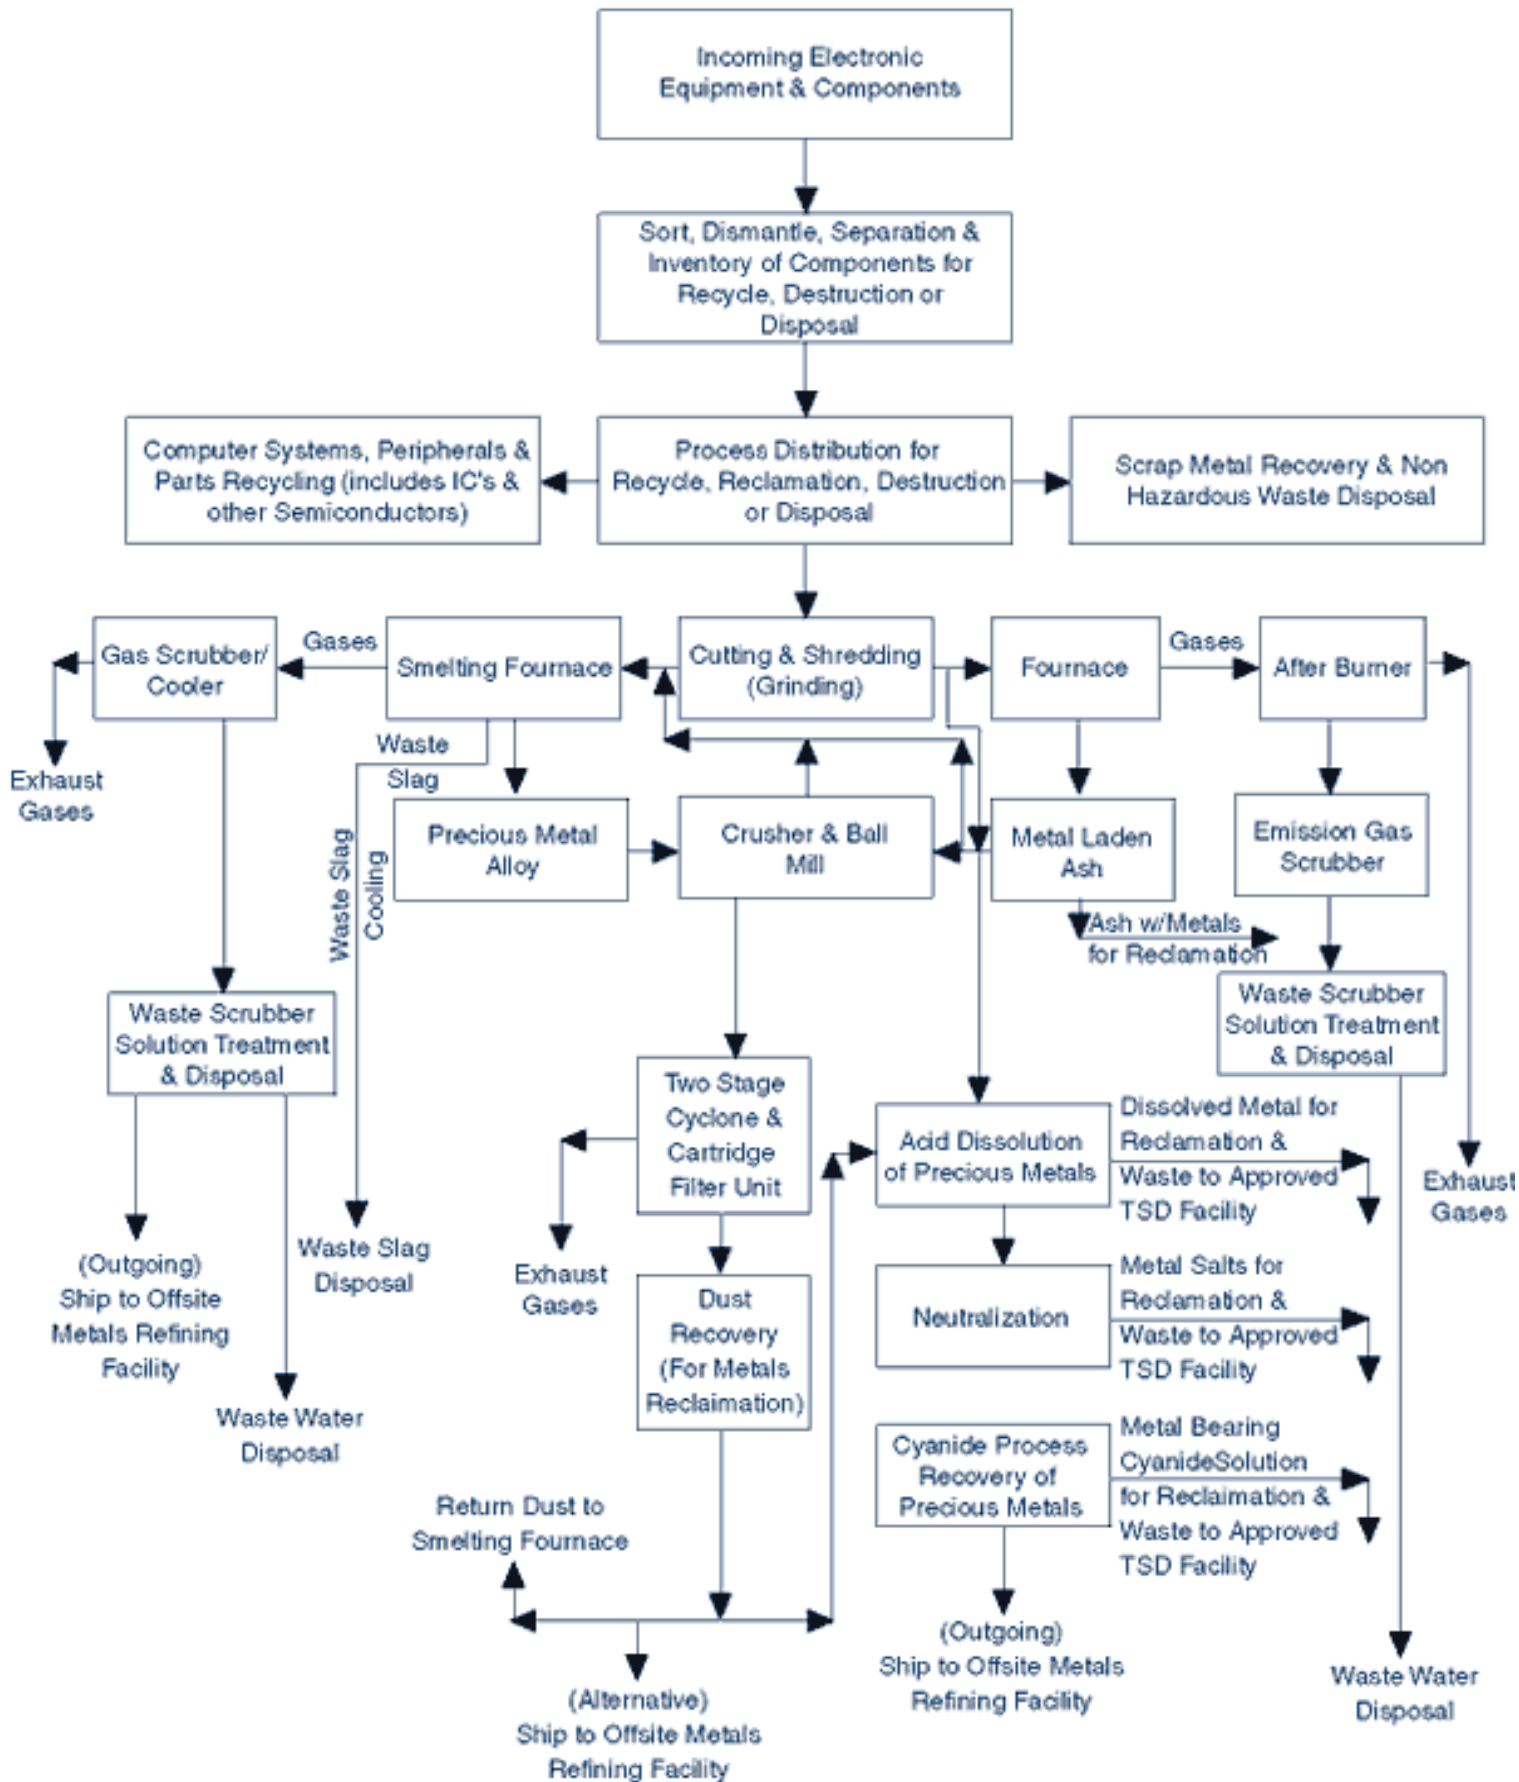 Incoming Electronic
Equipment & Components
Sort, Dismantle, Separation &
Inventory of Components for
Recycle, Destruction or
Disposal
Computer Systems, Peripherals &
Parts Recycling (includes IC's &
other Semiconductors)
Process Distribution for
Recycle, Reclamation, Destruction
or Disposal
Scrap Metal Recovery & Non
Hazardous Waste Disposal
Gas Scrubber/
Cooler
Gases
Smelting Fournace
Cutting & Shredding
(Grinding)
Fournace
Gases
After Burner
Exhaust
Gases
Waste
Slag
Waste Slag
Cooling
Precious Metal
Alloy
Crusher & Ball
Mill
Metal Laden
Ash
Emission Gas
Scrubber
Ash w/Metals
for Reclamation
Waste Scrubber
Solution Treatment
& Disposal
Waste Scrubber
Solution Treatment
& Disposal
Two Stage
Cyclone &
Cartridge
Filter Unit
Acid Dissolution
of Precious Metals
Dissolved Metal for
Reclamation &
Waste to Approved
TSD Facility
Exhaust
Gases
(Outgoing)
Ship to Offsite
Metals Refining
Facility
Waste Slag
Disposal
Exhaust
Gases
Dust
Recovery
(For Metals
Reclaimation)
Neutralization
Metal Salts for
Reclamation &
Waste to Approved
TSD Facility
Waste Water
Disposal
Cyanide Process
Recovery of
Precious Metals
Metal Bearing
CyanideSolution
for Reclaimation &
Waste to Approved
TSD Facility
Return Dust to
Smelting Fournace
(Alternative)
Ship to Offsite Metals
Refining Facility
(Outgoing)
Ship to Offsite Metals
Refining Facility
Waste Water
Disposal